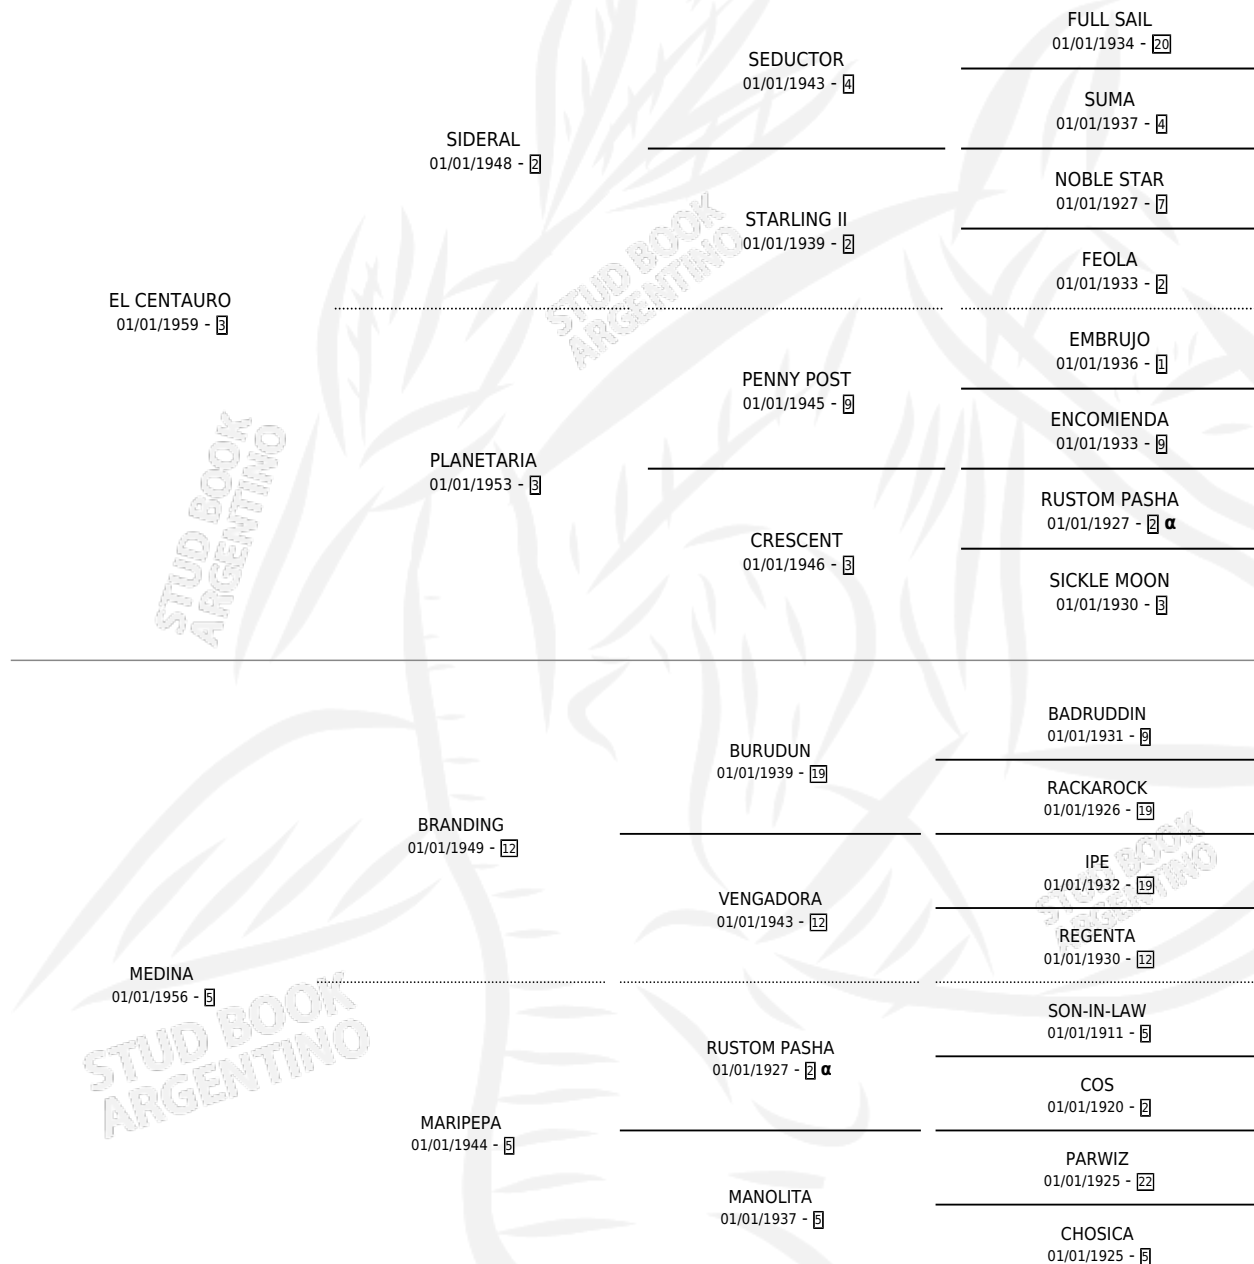 FULL SAIL
01/01/1934 - 20
SEDUCTOR
01/01/1943 - 4
SUMA
01/01/1937 - 4
SIDERAL
01/01/1948 - 2
NOBLE STAR
01/01/1927 - 7
STARLING II
01/01/1939 - 2
FEOLA
01/01/1933 - 2
EL CENTAURO
01/01/1959 - 3
EMBRUJO
01/01/1936 - 1
PENNY POST
01/01/1945 - 9
ENCOMIENDA
01/01/1933 - 9
PLANETARIA
01/01/1953 - 3
RUSTOM PASHA
01/01/1927 - 2 α
CRESCENT
01/01/1946 - 3
SICKLE MOON
01/01/1930 - 3
BADRUDDIN
01/01/1931 - 9
BURUDUN
01/01/1939 - 19
RACKAROCK
01/01/1926 - 19
BRANDING
01/01/1949 - 12
IPE
01/01/1932 - 19
VENGADORA
01/01/1943 - 12
REGENTA
01/01/1930 - 12
MEDINA
01/01/1956 - 5
SON-IN-LAW
01/01/1911 - 5
RUSTOM PASHA
01/01/1927 - 2 α
COS
01/01/1920 - 2
MARIPEPA
01/01/1944 - 5
PARWIZ
01/01/1925 - 22
MANOLITA
01/01/1937 - 5
CHOSICA
01/01/1925 - 5
STUD BOOK
ARGENTINO
STUD BOOK
ARGENTINO
STUD BOOK
ARGENTINO
STUD BOOK
ARGENTINO